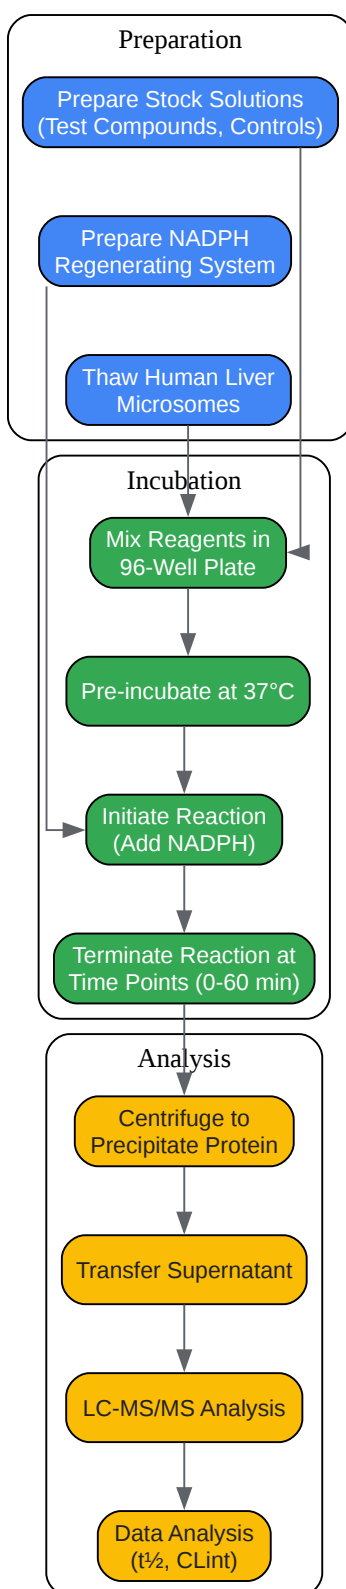 Preparation
Prepare Stock Solutions
(Test Compounds, Controls)
Prepare NADPH
Regenerating System
Thaw Human Liver
Microsomes
Incubation
Mix Reagents in
96-Well Plate
Pre-incubate at 37°C
Initiate Reaction
(Add NADPH)
Terminate Reaction at
Time Points (0-60 min)
Analysis
Centrifuge to
Precipitate Protein
Transfer Supernatant
LC-MS/MS Analysis
Data Analysis
(t½, CLint)